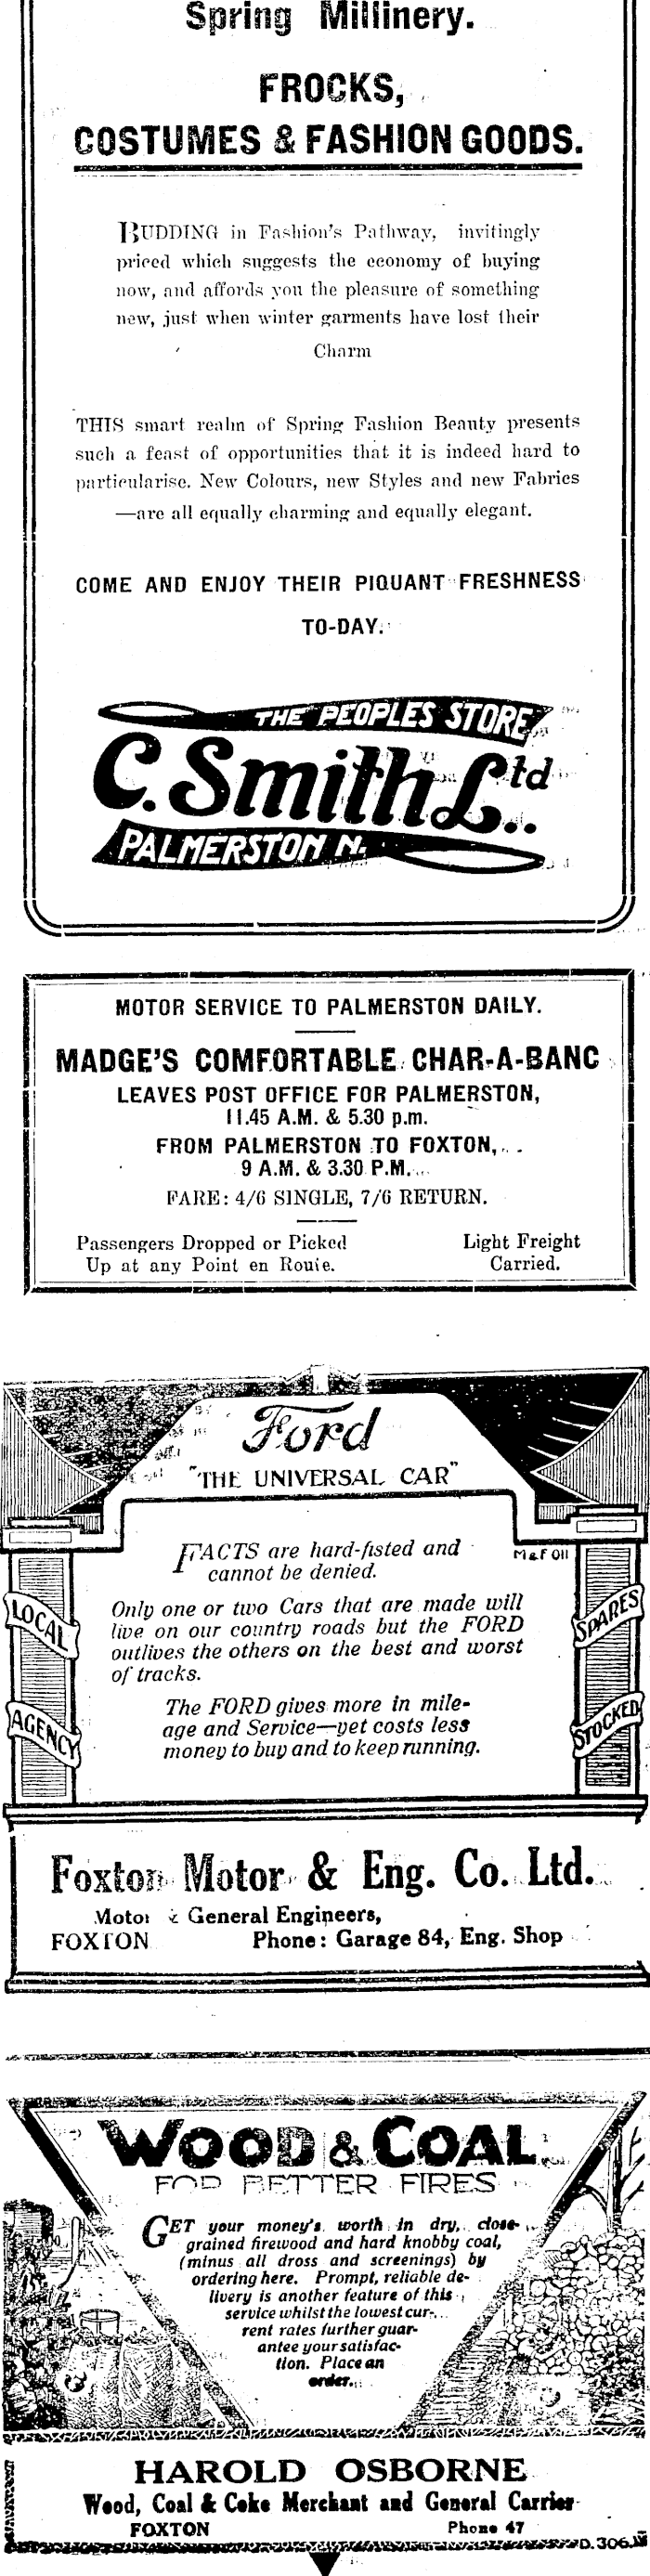 Spring Millinery.
FROCKS,
COSTUMES & FASHION GOODS.
BUDDING in Fashion's Pathway, invitingly
priced which suggests the economy of buying
now, and affords you the pleasure of something
new, just when winter garments have lost their
Charm
THIS smart realm of Spring Fashion Beauty presents
such a feast of opportunities that it is indeed hard to
particularise. New Colours, new Styles and new Fabrics
—are all equally charming and equally elegant.
COME AND ENJOY THEIR PIQUANT FRESHNESS
TO-DAY.
THE PEOPLES STORE
C. Smith Ltd..
PALMERSTON N.
MOTOR SERVICE TO PALMERSTON DAILY.
MADGE'S COMFORTABLE CHAR-A-BANC
LEAVES POST OFFICE FOR PALMERSTON,
11.45 A.M. & 5.30 p.m.
FROM PALMERSTON TO FOXTON,
9 A.M. & 3.30 P.M.
FARE: 4/6 SINGLE, 7/6 RETURN.
Passengers Dropped or Picked
Up at any Point en Route.
Light Freight
Carried.
Ford
"THE UNIVERSAL CAR"
FACTS are hard-fisted and
cannot be denied.
M & F 011
Only one or two Cars that are made will
live on our country roads but the FORD
outlives the others on the best and worst
of tracks.
The FORD gives more in mile-
age and Service—yet costs less
money to buy and to keep running.
LOCAL
AGENCY
SPARES
STOCKED
Foxton Motor & Eng. Co. Ltd.
Motor & General Engineers,
FOXTON Phone: Garage 84, Eng. Shop
WOOD & COAL
FOR BETTER FIRES
GET your money's worth in dry, close-
grained firewood and hard knobby coal,
(minus all dross and screenings) by
ordering here. Prompt, reliable de-
livery is another feature of this
service whilst the lowest cur-
rent rates further guar-
antee your satisfac-
tion. Place an
order.
HAROLD OSBORNE
Wood, Coal & Coke Merchant and General Carrier
FOXTON Phone 47
D. 306